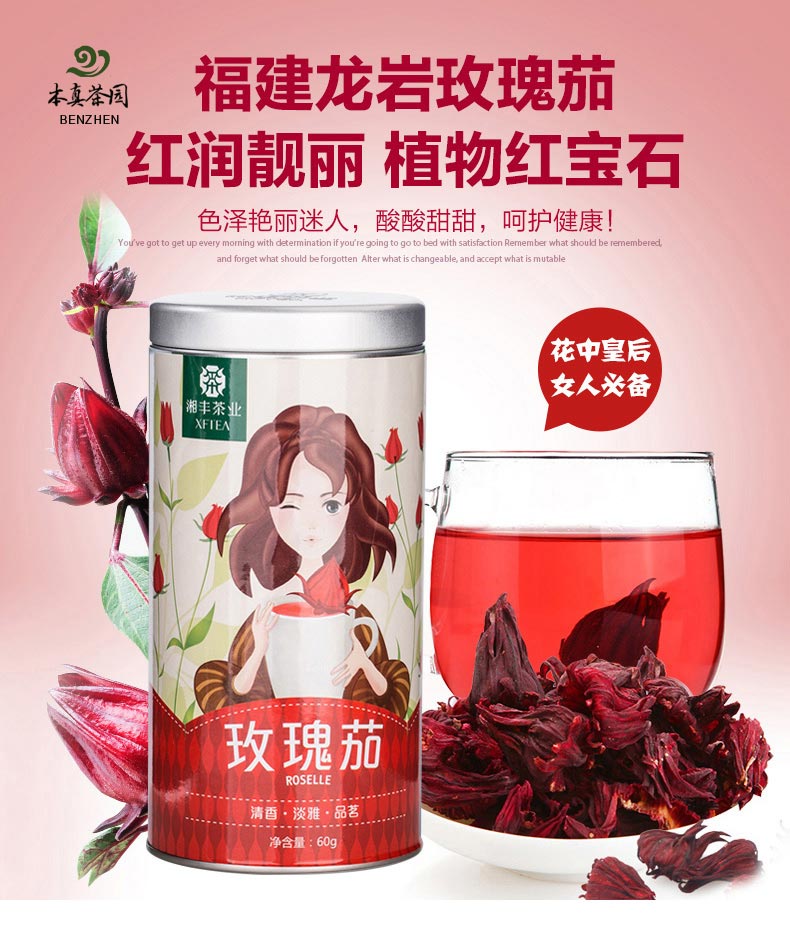 本真茶园
BENZHEN
福建龙岩玫瑰茄
红润靓丽 植物红宝石
色泽艳丽迷人，酸酸甜甜，呵护健康！
You've got to get up every morning with determination if you're going to go to bed with satisfaction Remember what should be remembered,
and forget what should be forgotten Alter what is changeable, and accept what is mutable
花中皇后
女人必备
湘丰茶业
XFTEA
玫瑰茄
ROSELLE
清香·淡雅·品茗
净含量：60g